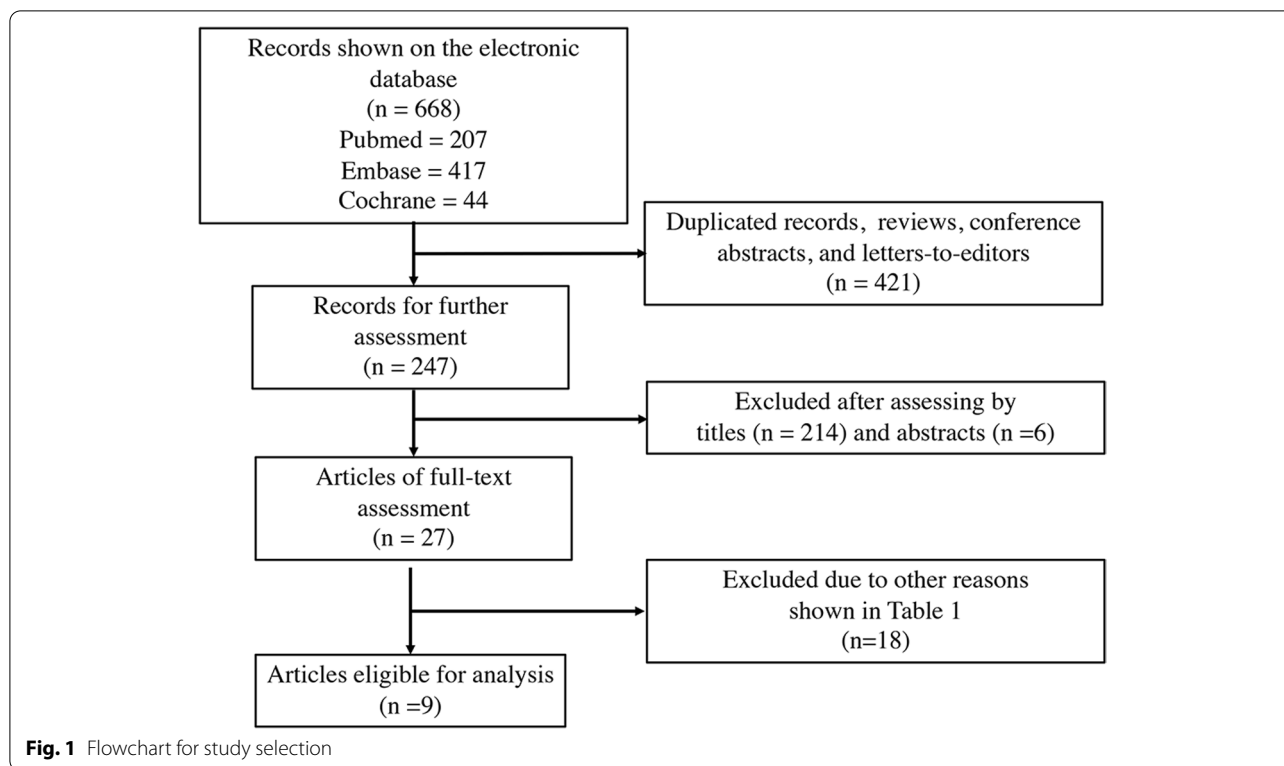 Records shown on the electronic
database
(n = 668)
Pubmed = 207
Embase = 417
Cochrane = 44
Duplicated records, reviews, conference
abstracts, and letters-to-editors
(n = 421)
Records for further
assessment
(n = 247)
Excluded after assessing by
titles (n = 214) and abstracts (n =6)
Articles of full-text
assessment
(n = 27)
Excluded due to other reasons
shown in Table 1
(n=18)
Articles eligible for analysis
(n =9)
Fig. 1 Flowchart for study selection